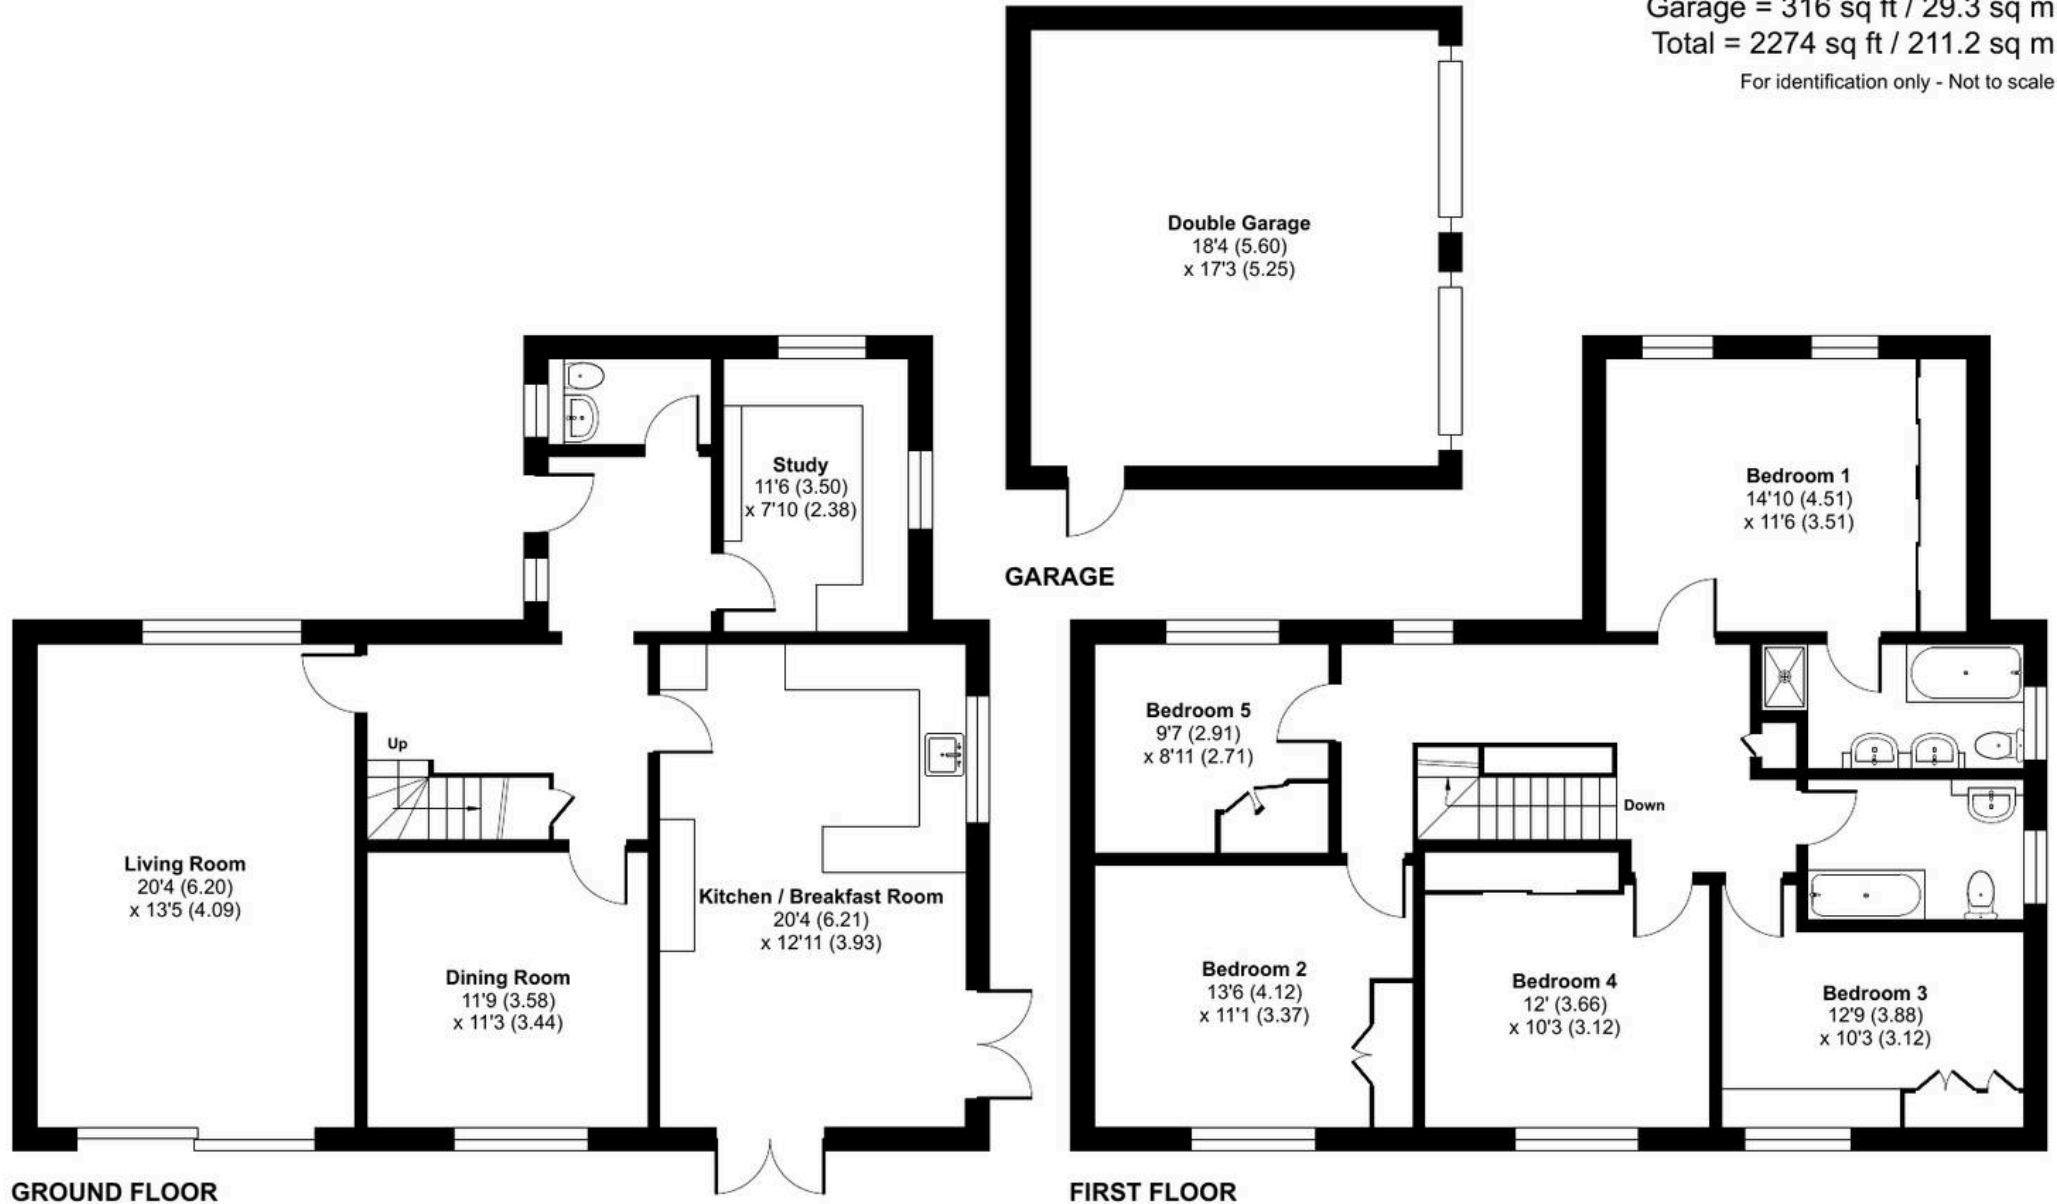 Garage = 316 sq ft / 29.3 sq m
Total = 2274 sq ft / 211.2 sq m
For identification only - Not to scale
Double Garage
18'4 (5.60)
x 17'3 (5.25)
GARAGE
Study
11'6 (3.50)
x 7'10 (2.38)
Up
Living Room
20'4 (6.20)
x 13'5 (4.09)
Kitchen / Breakfast Room
20'4 (6.21)
x 12'11 (3.93)
Dining Room
11'9 (3.58)
x 11'3 (3.44)
GROUND FLOOR
Bedroom 1
14'10 (4.51)
x 11'6 (3.51)
Bedroom 5
9'7 (2.91)
x 8'11 (2.71)
Down
Bedroom 2
13'6 (4.12)
x 11'1 (3.37)
Bedroom 4
12' (3.66)
x 10'3 (3.12)
Bedroom 3
12'9 (3.88)
x 10'3 (3.12)
FIRST FLOOR